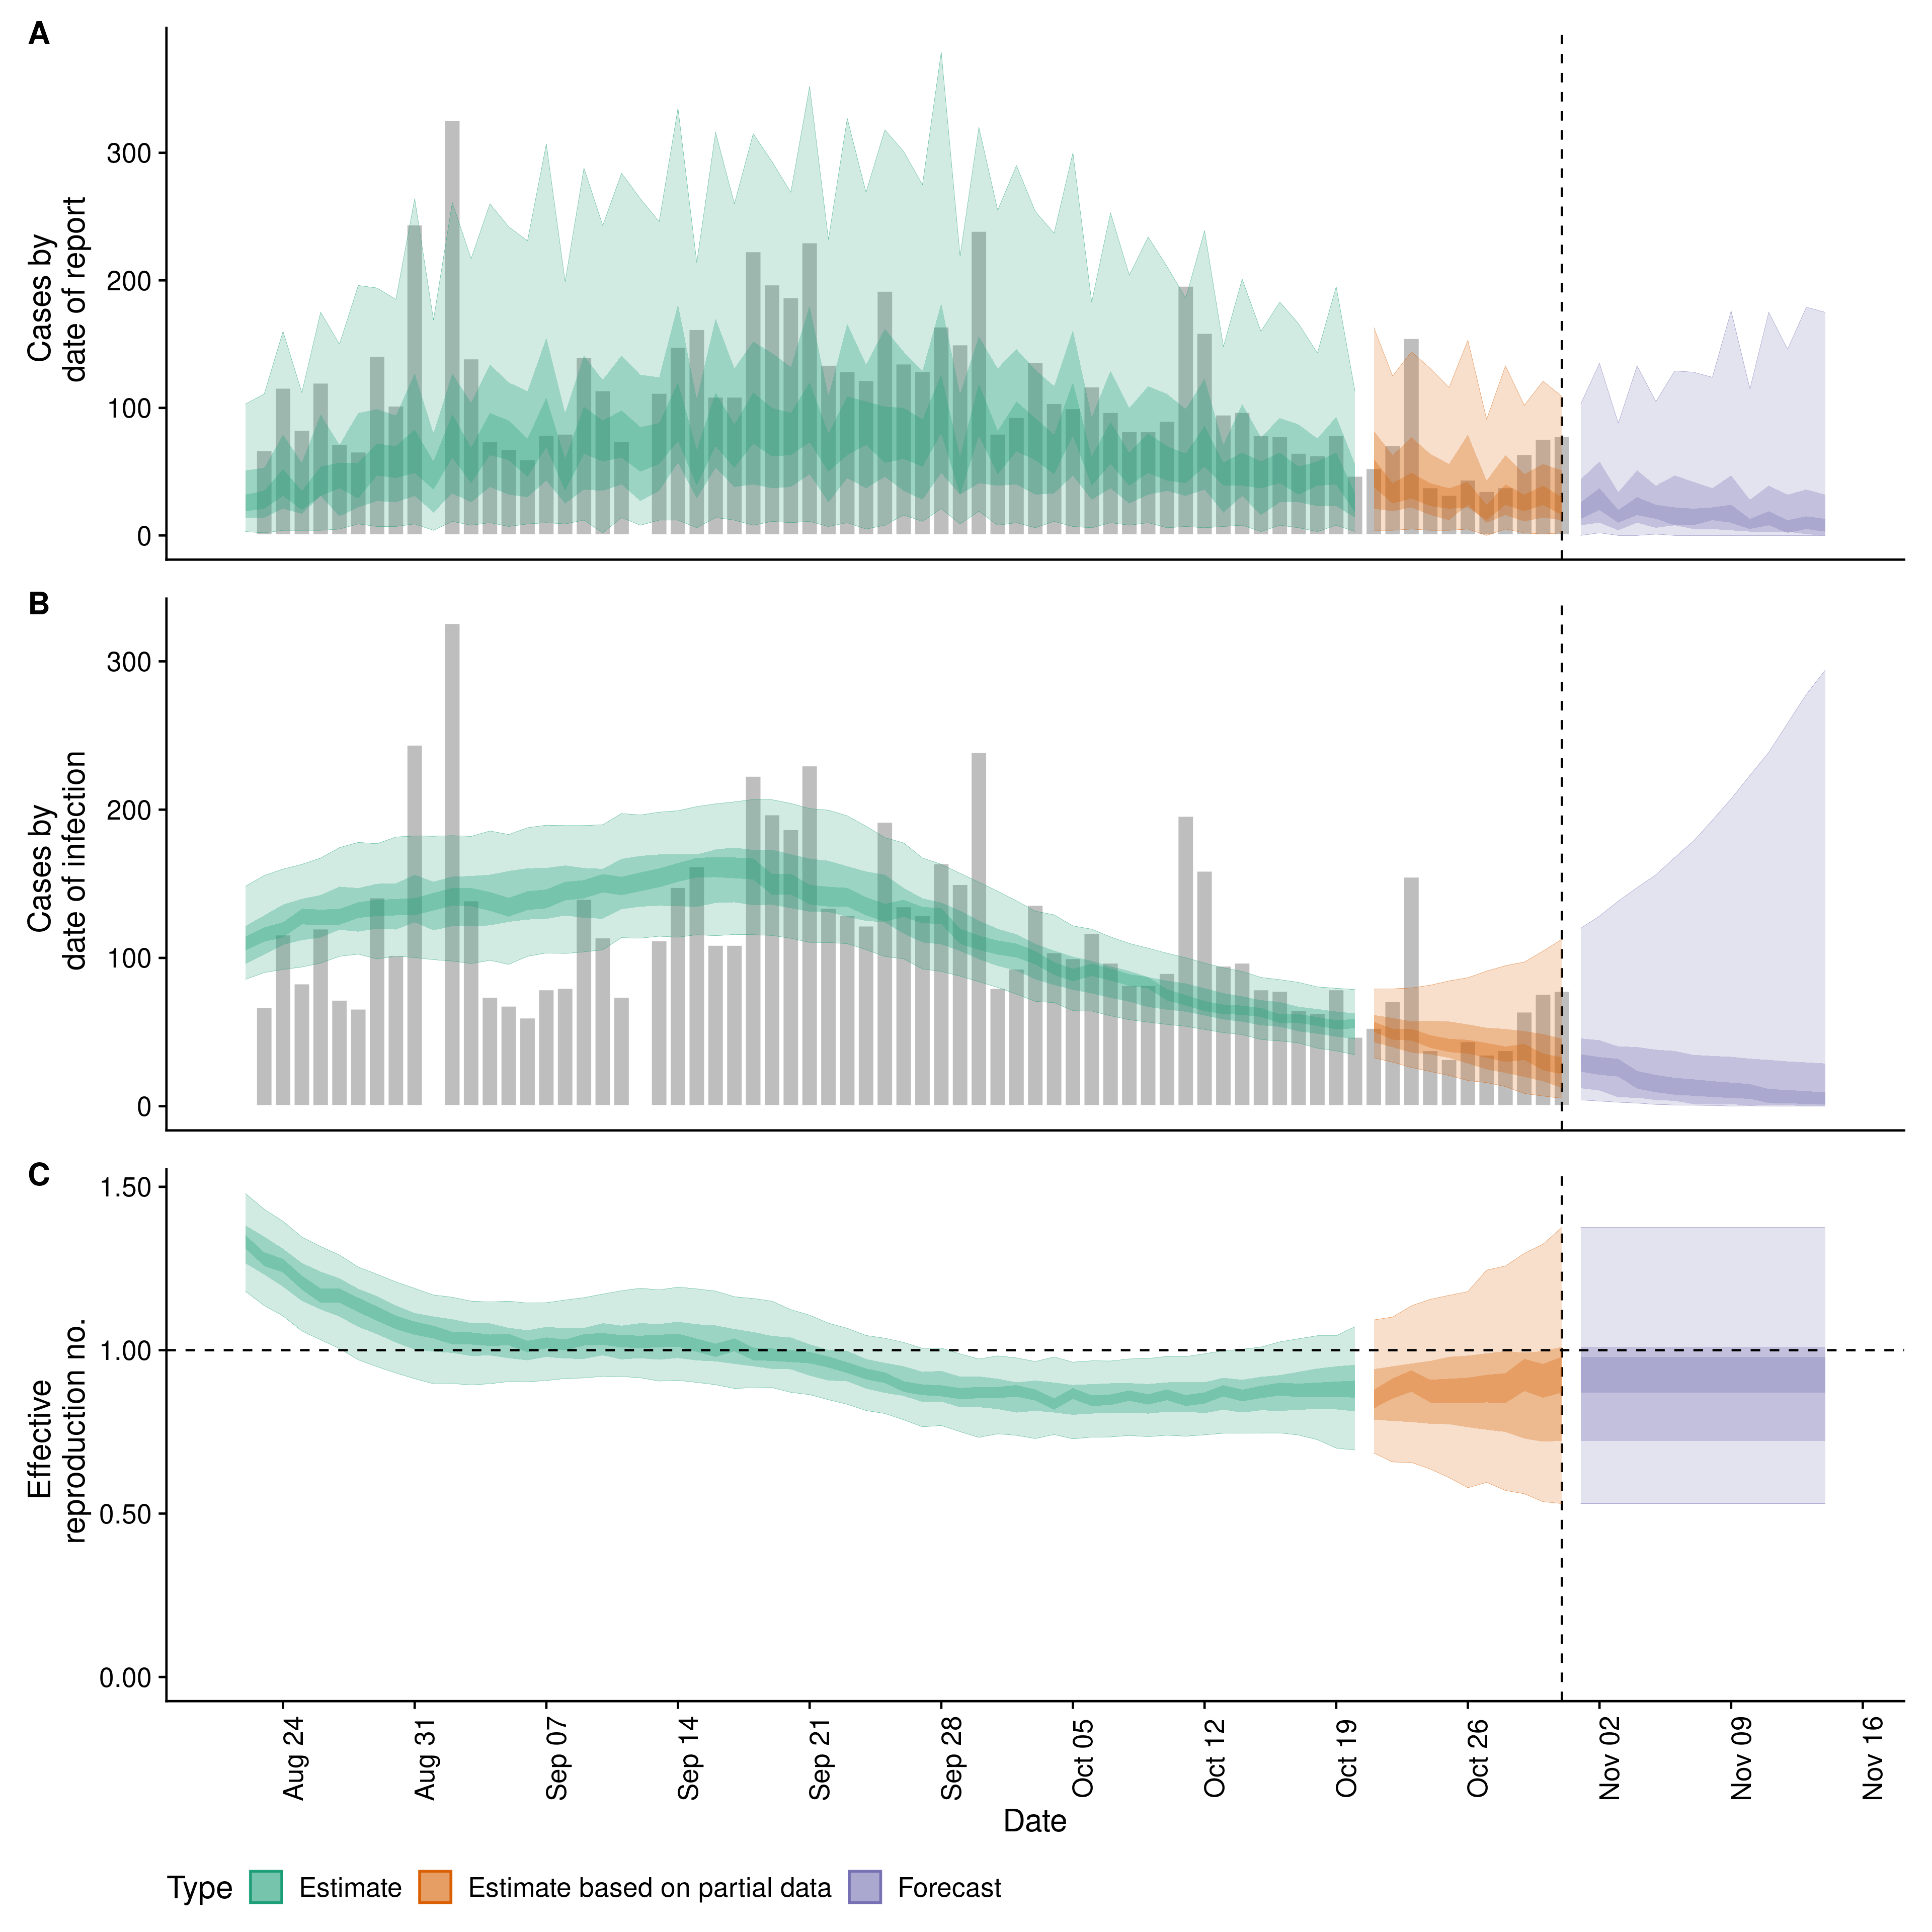 A
Cases by
date of report
300
200
100
0
B
Cases by
date of infection
300
200
100
0
C
Effective
reproduction no.
1.50
1.00
0.50
0.00
Aug 24
Aug 31
Sep 07
Sep 14
Sep 21
Sep 28
Oct 05
Oct 12
Oct 19
Oct 26
Nov 02
Nov 09
Nov 16
Date
Type Estimate Estimate based on partial data Forecast